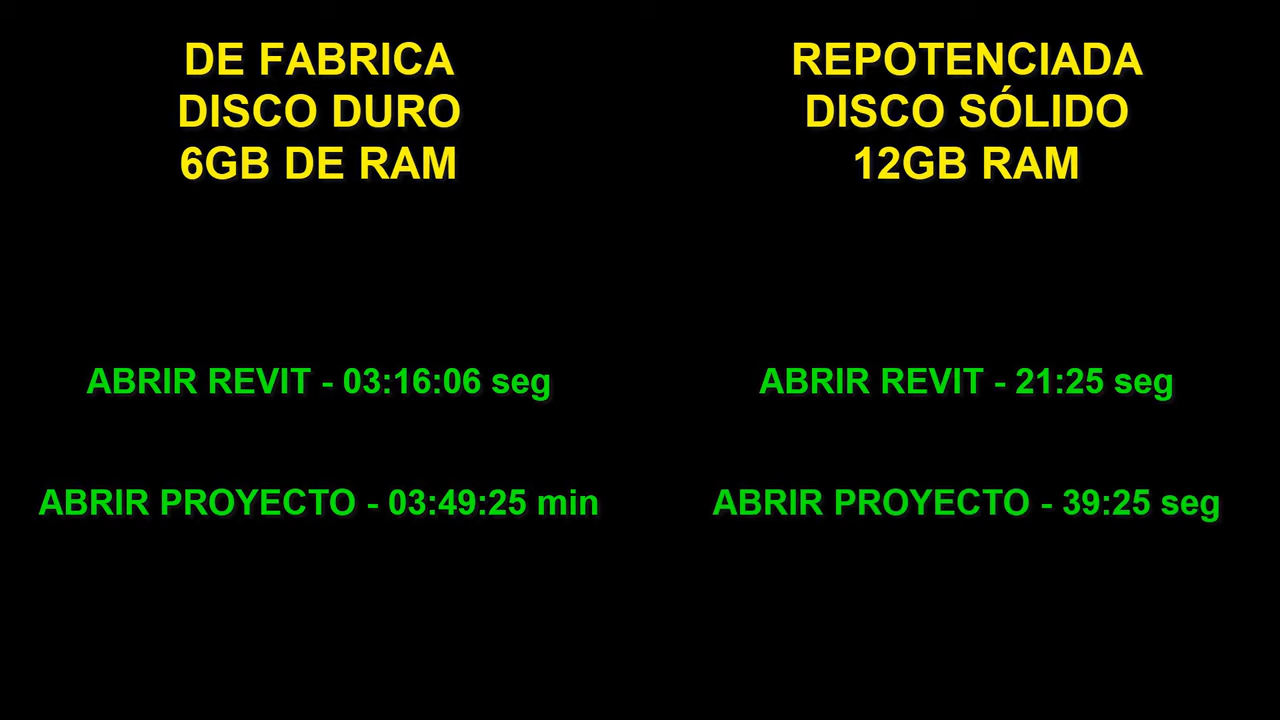 DE FABRICA
DISCO DURO
6GB DE RAM
REPOTENCIADA
DISCO SÓLIDO
12GB RAM
ABRIR REVIT - 03:16:06 seg
ABRIR REVIT - 21:25 seg
ABRIR PROYECTO - 03:49:25 min
ABRIR PROYECTO - 39:25 seg